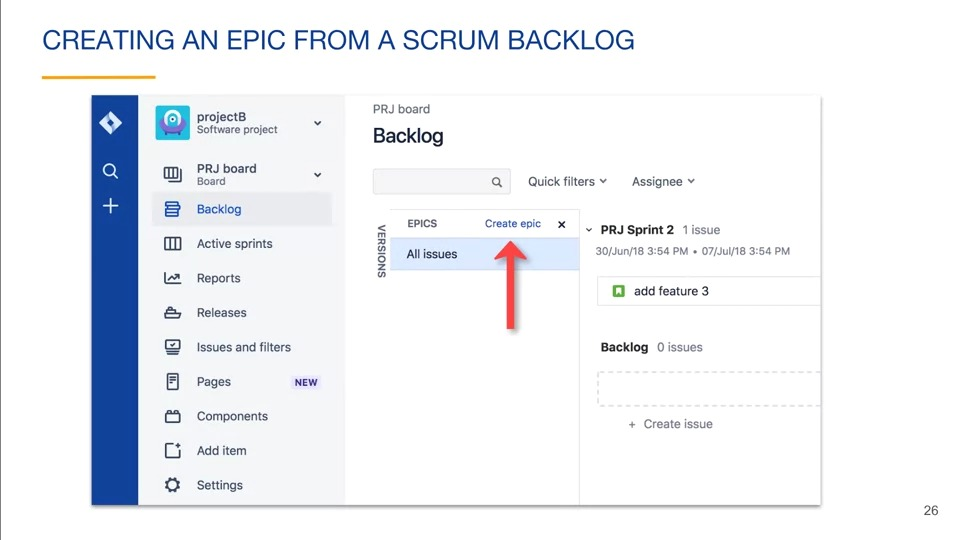 CREATING AN EPIC FROM A SCRUM BACKLOG
projectB
Software project
PRJ board
Board
Backlog
Active sprints
Reports
Releases
Issues and filters
Pages NEW
Components
Add item
Settings
PRJ board
Backlog
Quick filters
Assignee
VERSIONS
EPICS Create epic
All issues
PRJ Sprint 2 1 issue
30/Jun/18 3:54 PM • 07/Jul/18 3:54 PM
add feature 3
Backlog 0 issues
+ Create issue
26